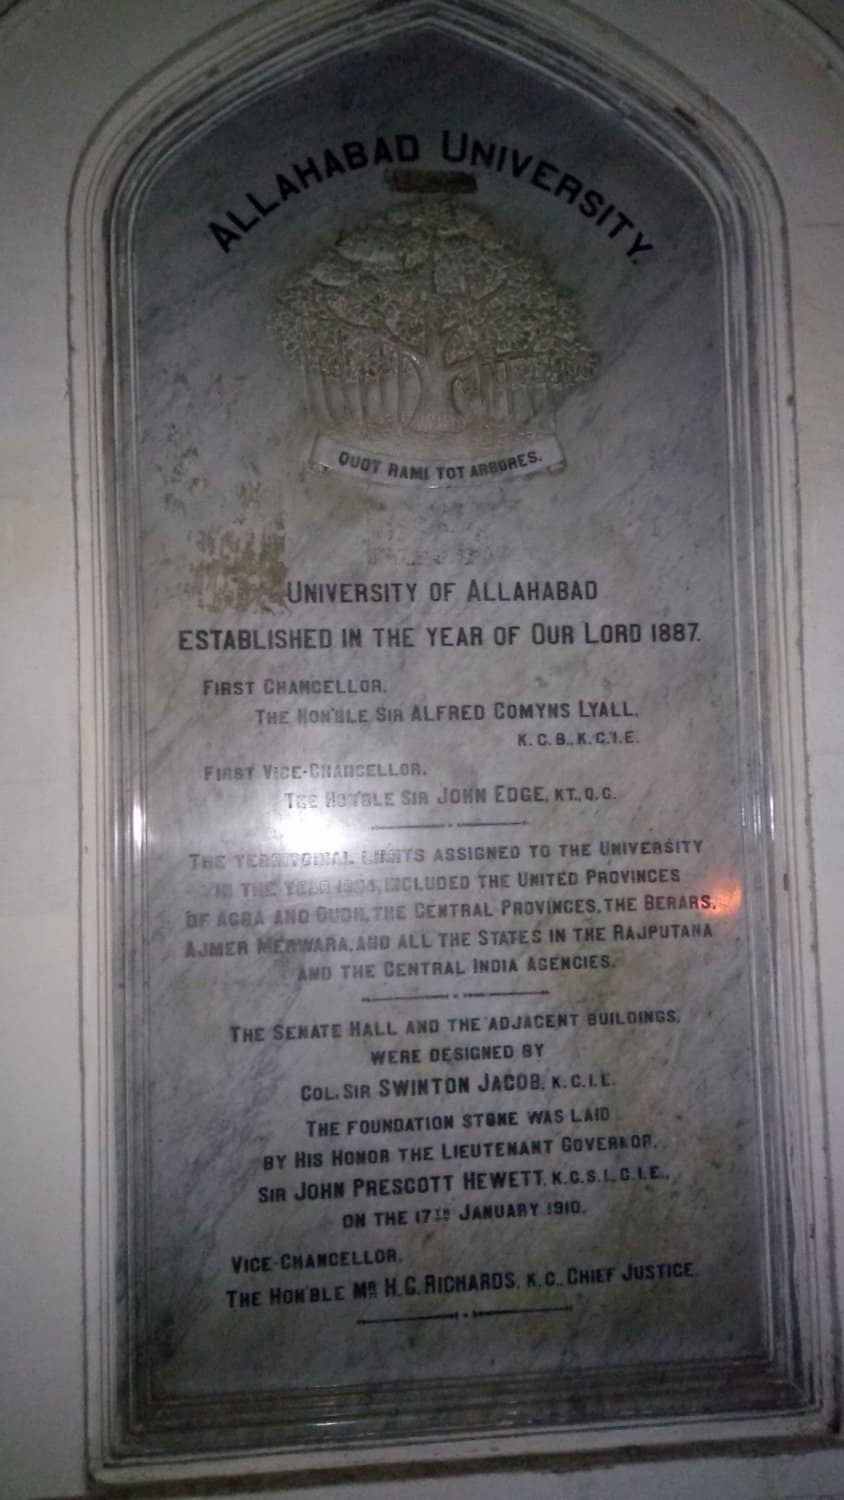 ALLAHABAD UNIVERSITY.
QUOT RAMI TOT ARBORES.
UNIVERSITY OF ALLAHABAD
ESTABLISHED IN THE YEAR OF OUR LORD 1887.
FIRST CHANCELLOR,
THE HON'BLE SIR ALFRED COMYNS LYALL,
K.C.B., K.C.I.E.
FIRST VICE-CHANCELLOR,
THE HON'BLE SIR JOHN EDGE, KT., Q.C.
THE TERRITORIAL LIMITS ASSIGNED TO THE UNIVERSITY
IN THE YEAR INCLUDED THE UNITED PROVINCES
OF AGRA AND OUDH, THE CENTRAL PROVINCES, THE BERARS,
AJMER MERWARA, AND ALL THE STATES IN THE RAJPUTANA
AND THE CENTRAL INDIA AGENCIES.
THE SENATE HALL AND THE ADJACENT BUILDINGS,
WERE DESIGNED BY
COL. SIR SWINTON JACOB, K.C.I.E.
THE FOUNDATION STONE WAS LAID
BY HIS HONOR THE LIEUTENANT GOVERNOR,
SIR JOHN PRESCOTT HEWETT, K.C.S.I., C.I.E.,
ON THE 17TH JANUARY 1910.
VICE-CHANCELLOR,
THE HON'BLE MR H.G. RICHARDS, K.C., CHIEF JUSTICE